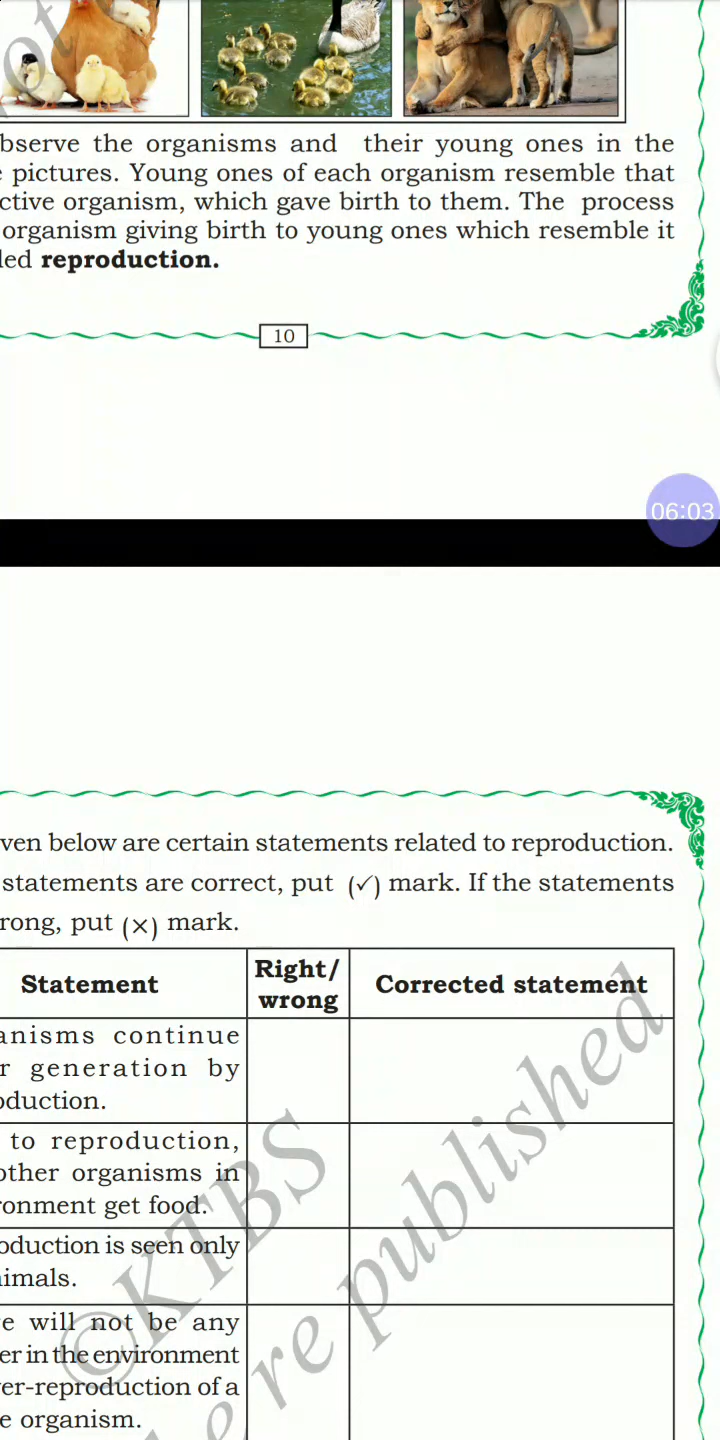 bserve the organisms and their young ones in the
pictures. Young ones of each organism resemble that
ctive organism, which gave birth to them. The process
organism giving birth to young ones which resemble it
led reproduction.
10
06:03
ven below are certain statements related to reproduction.
statements are correct, put (✓) mark. If the statements
rong, put (×) mark.
Statement
Right/
wrong
Corrected statement
anisms continue
r generation by
oduction.
to reproduction,
other organisms in
ronment get food.
oduction is seen only
nimals.
e will not be any
er in the environment
ver-reproduction of a
e organism.
©KTBS
be republished